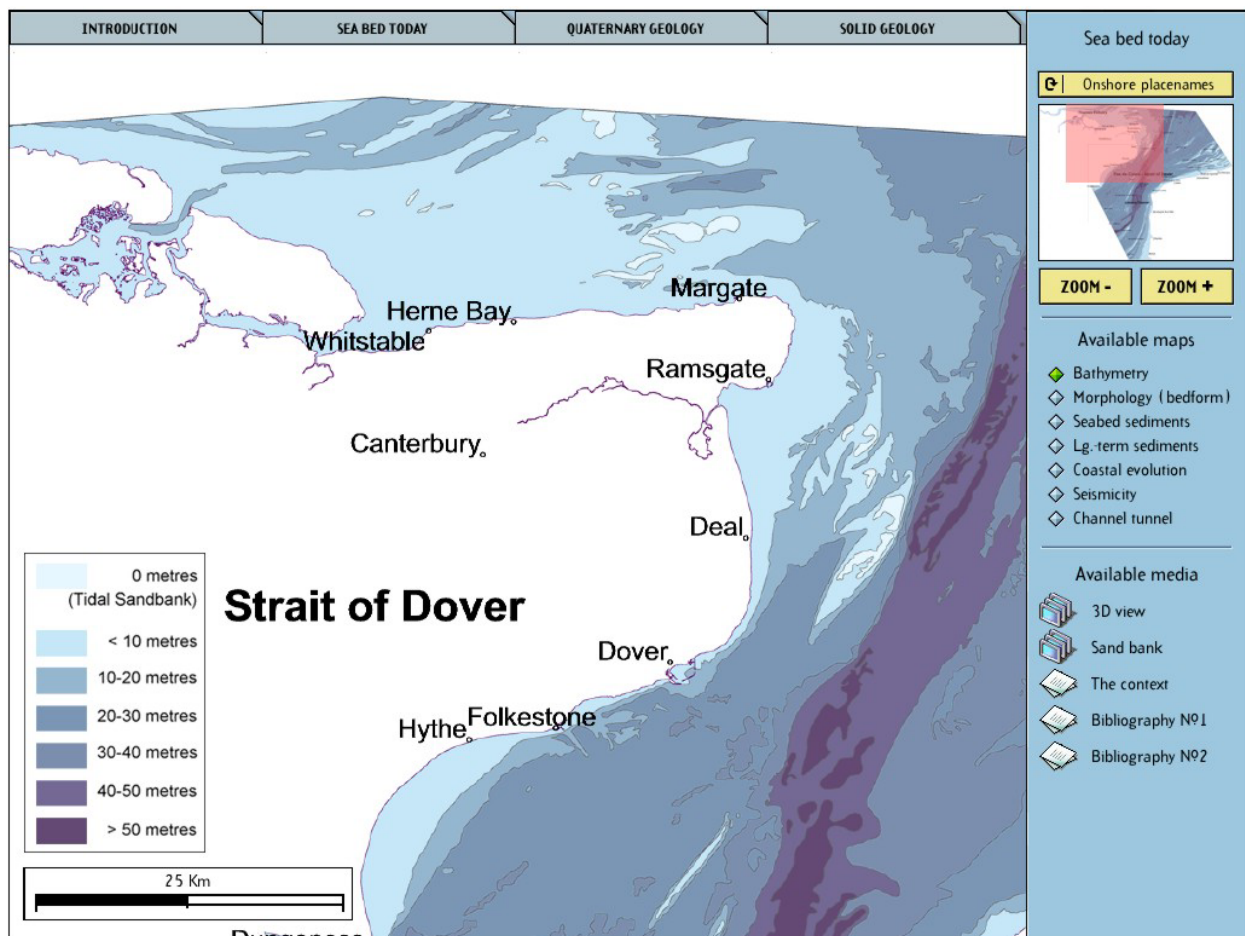 INTRODUCTION
SEA BED TODAY
QUATERNARY GEOLOGY
SOLID GEOLOGY
Sea bed today
Onshore placenames
ZOOM -
ZOOM +
Available maps
Bathymetry
Morphology (bedform)
Seabed sediments
Lg.-term sediments
Coastal evolution
Seismicity
Channel tunnel
Available media
3D view
Sand bank
The context
Bibliography Nº1
Bibliography Nº2
Margate
Herne Bay
Whitstable
Ramsgate
Canterbury
Deal
Strait of Dover
Dover
Folkestone
Hythe
0 metres
(Tidal Sandbank)
< 10 metres
10-20 metres
20-30 metres
30-40 metres
40-50 metres
> 50 metres
25 Km